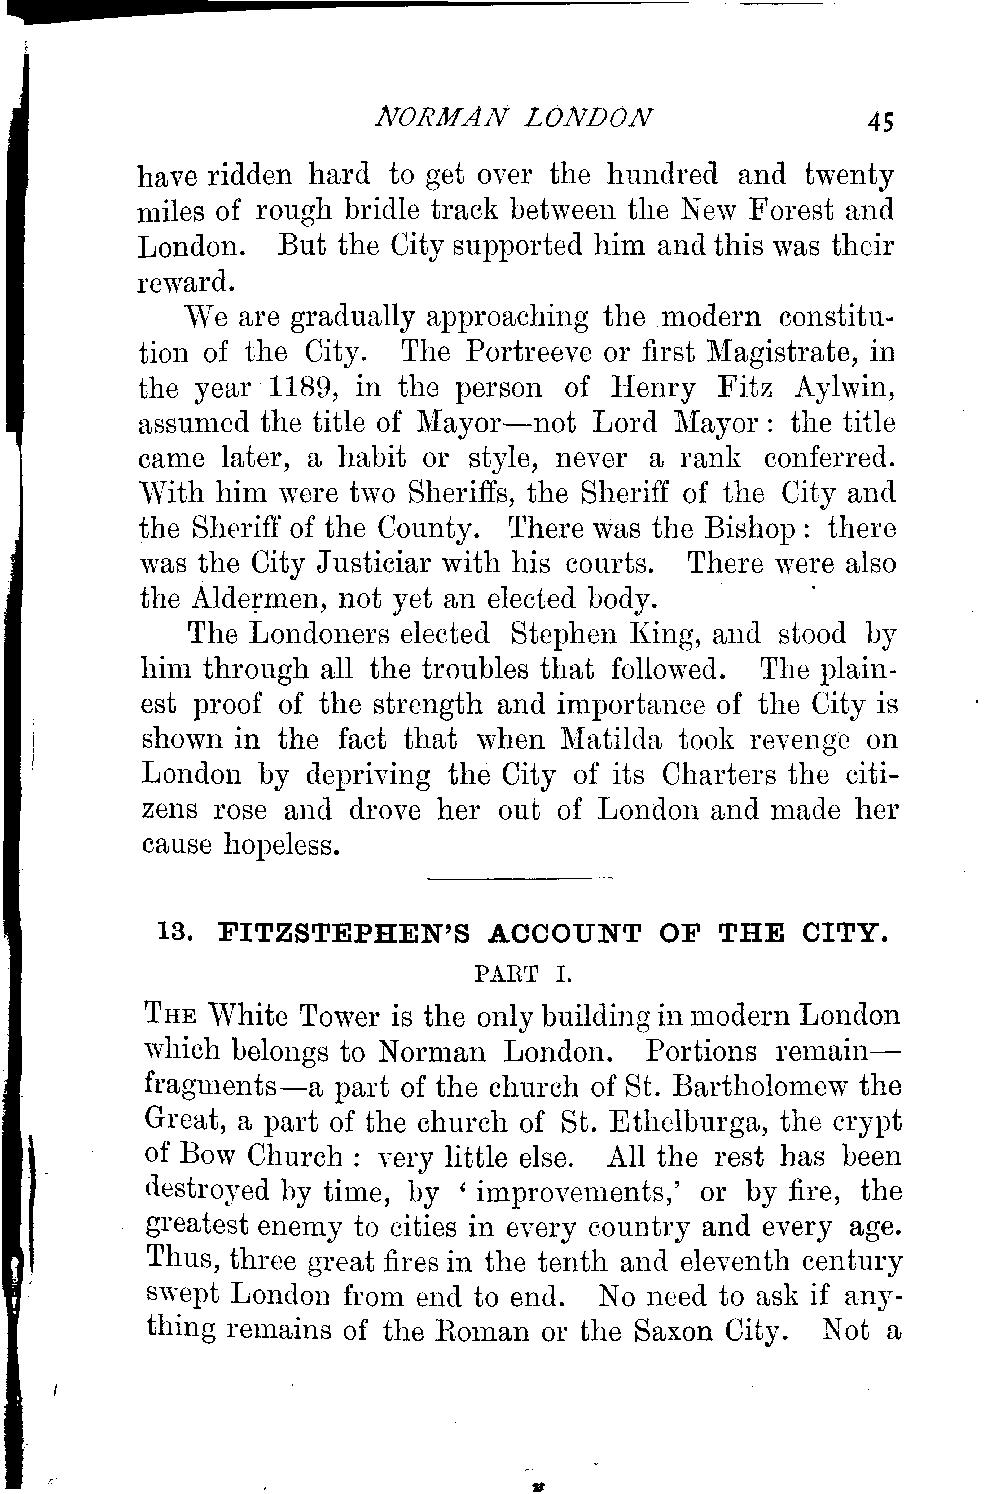 NORMAN LONDON 45
have ridden hard to get over the hundred and twenty
miles of rough bridle track between the New Forest and
London. But the City supported him and this was their
reward.
We are gradually approaching the modern constitu-
tion of the City. The Portreeve or first Magistrate, in
the year 1189, in the person of Henry Fitz Aylwin,
assumed the title of Mayor—not Lord Mayor: the title
came later, a habit or style, never a rank conferred.
With him were two Sheriffs, the Sheriff of the City and
the Sheriff of the County. There was the Bishop: there
was the City Justiciar with his courts. There were also
the Aldermen, not yet an elected body.
The Londoners elected Stephen King, and stood by
him through all the troubles that followed. The plain-
est proof of the strength and importance of the City is
shown in the fact that when Matilda took revenge on
London by depriving the City of its Charters the citi-
zens rose and drove her out of London and made her
cause hopeless.
13. FITZSTEPHEN'S ACCOUNT OF THE CITY.
PART I.
THE White Tower is the only building in modern London
which belongs to Norman London. Portions remain—
fragments—a part of the church of St. Bartholomew the
Great, a part of the church of St. Ethelburga, the crypt
of Bow Church: very little else. All the rest has been
destroyed by time, by ‘improvements,’ or by fire, the
greatest enemy to cities in every country and every age.
Thus, three great fires in the tenth and eleventh century
swept London from end to end. No need to ask if any-
thing remains of the Roman or the Saxon City. Not a